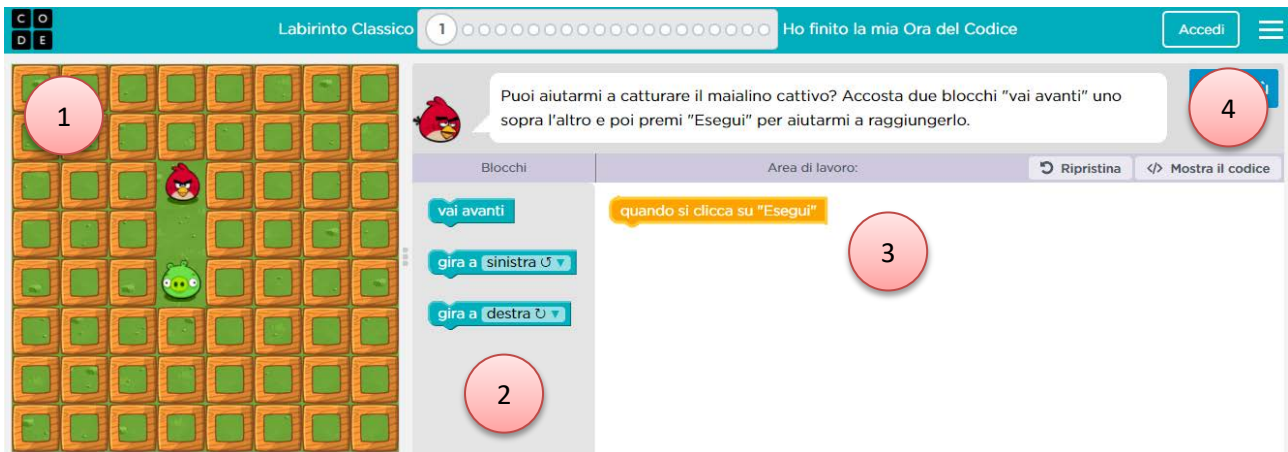 C O
D E
Labirinto Classico
1
Ho finito la mia Ora del Codice
Accedi
1
Puoi aiutarmi a catturare il maialino cattivo? Accosta due blocchi "vai avanti" uno
sopra l'altro e poi premi "Esegui" per aiutarmi a raggiungerlo.
4
Blocchi
Area di lavoro:
Ripristina
</> Mostra il codice
vai avanti
quando si clicca su "Esegui"
3
gira a sinistra ↺ ▼
gira a destra ↻ ▼
2